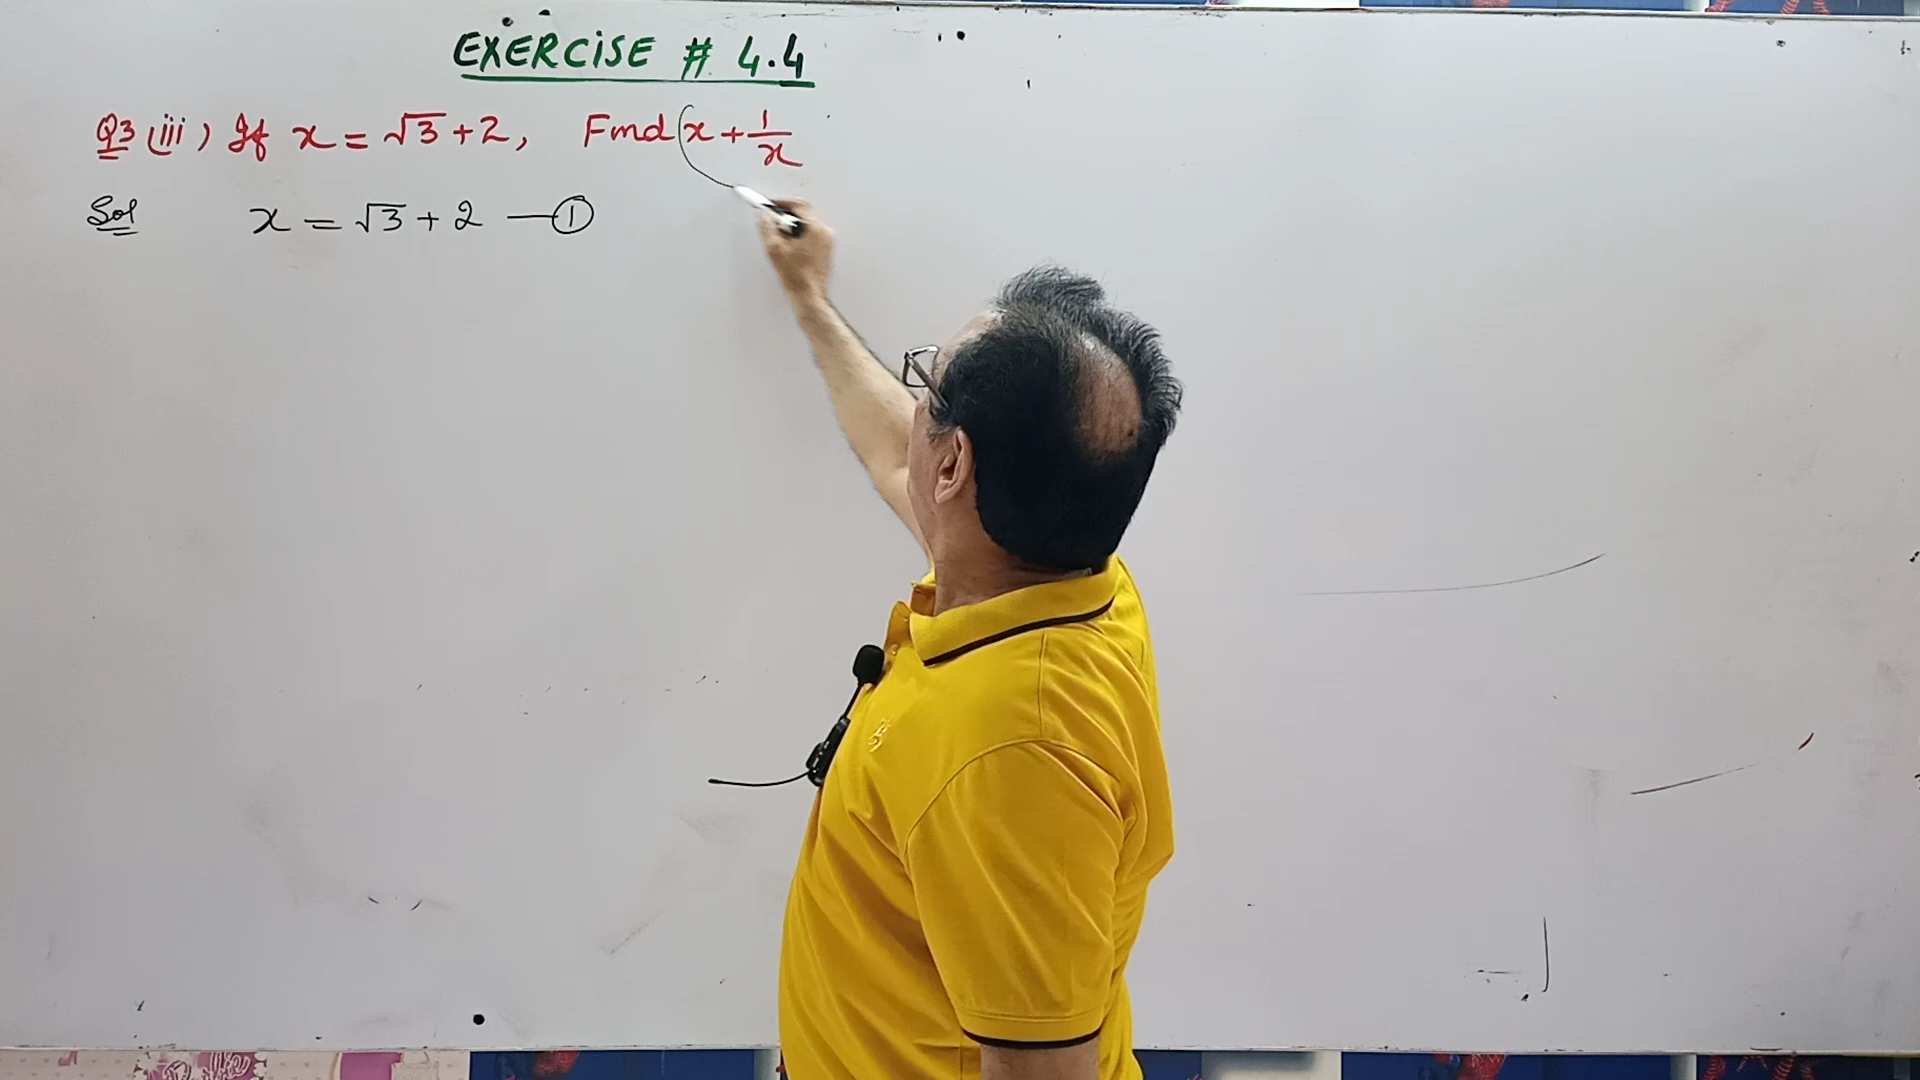 EXERCISE # 4.4
Q3 (iii) If x = √3 + 2, Find x + 1/x
Sol x = √3 + 2 — ①